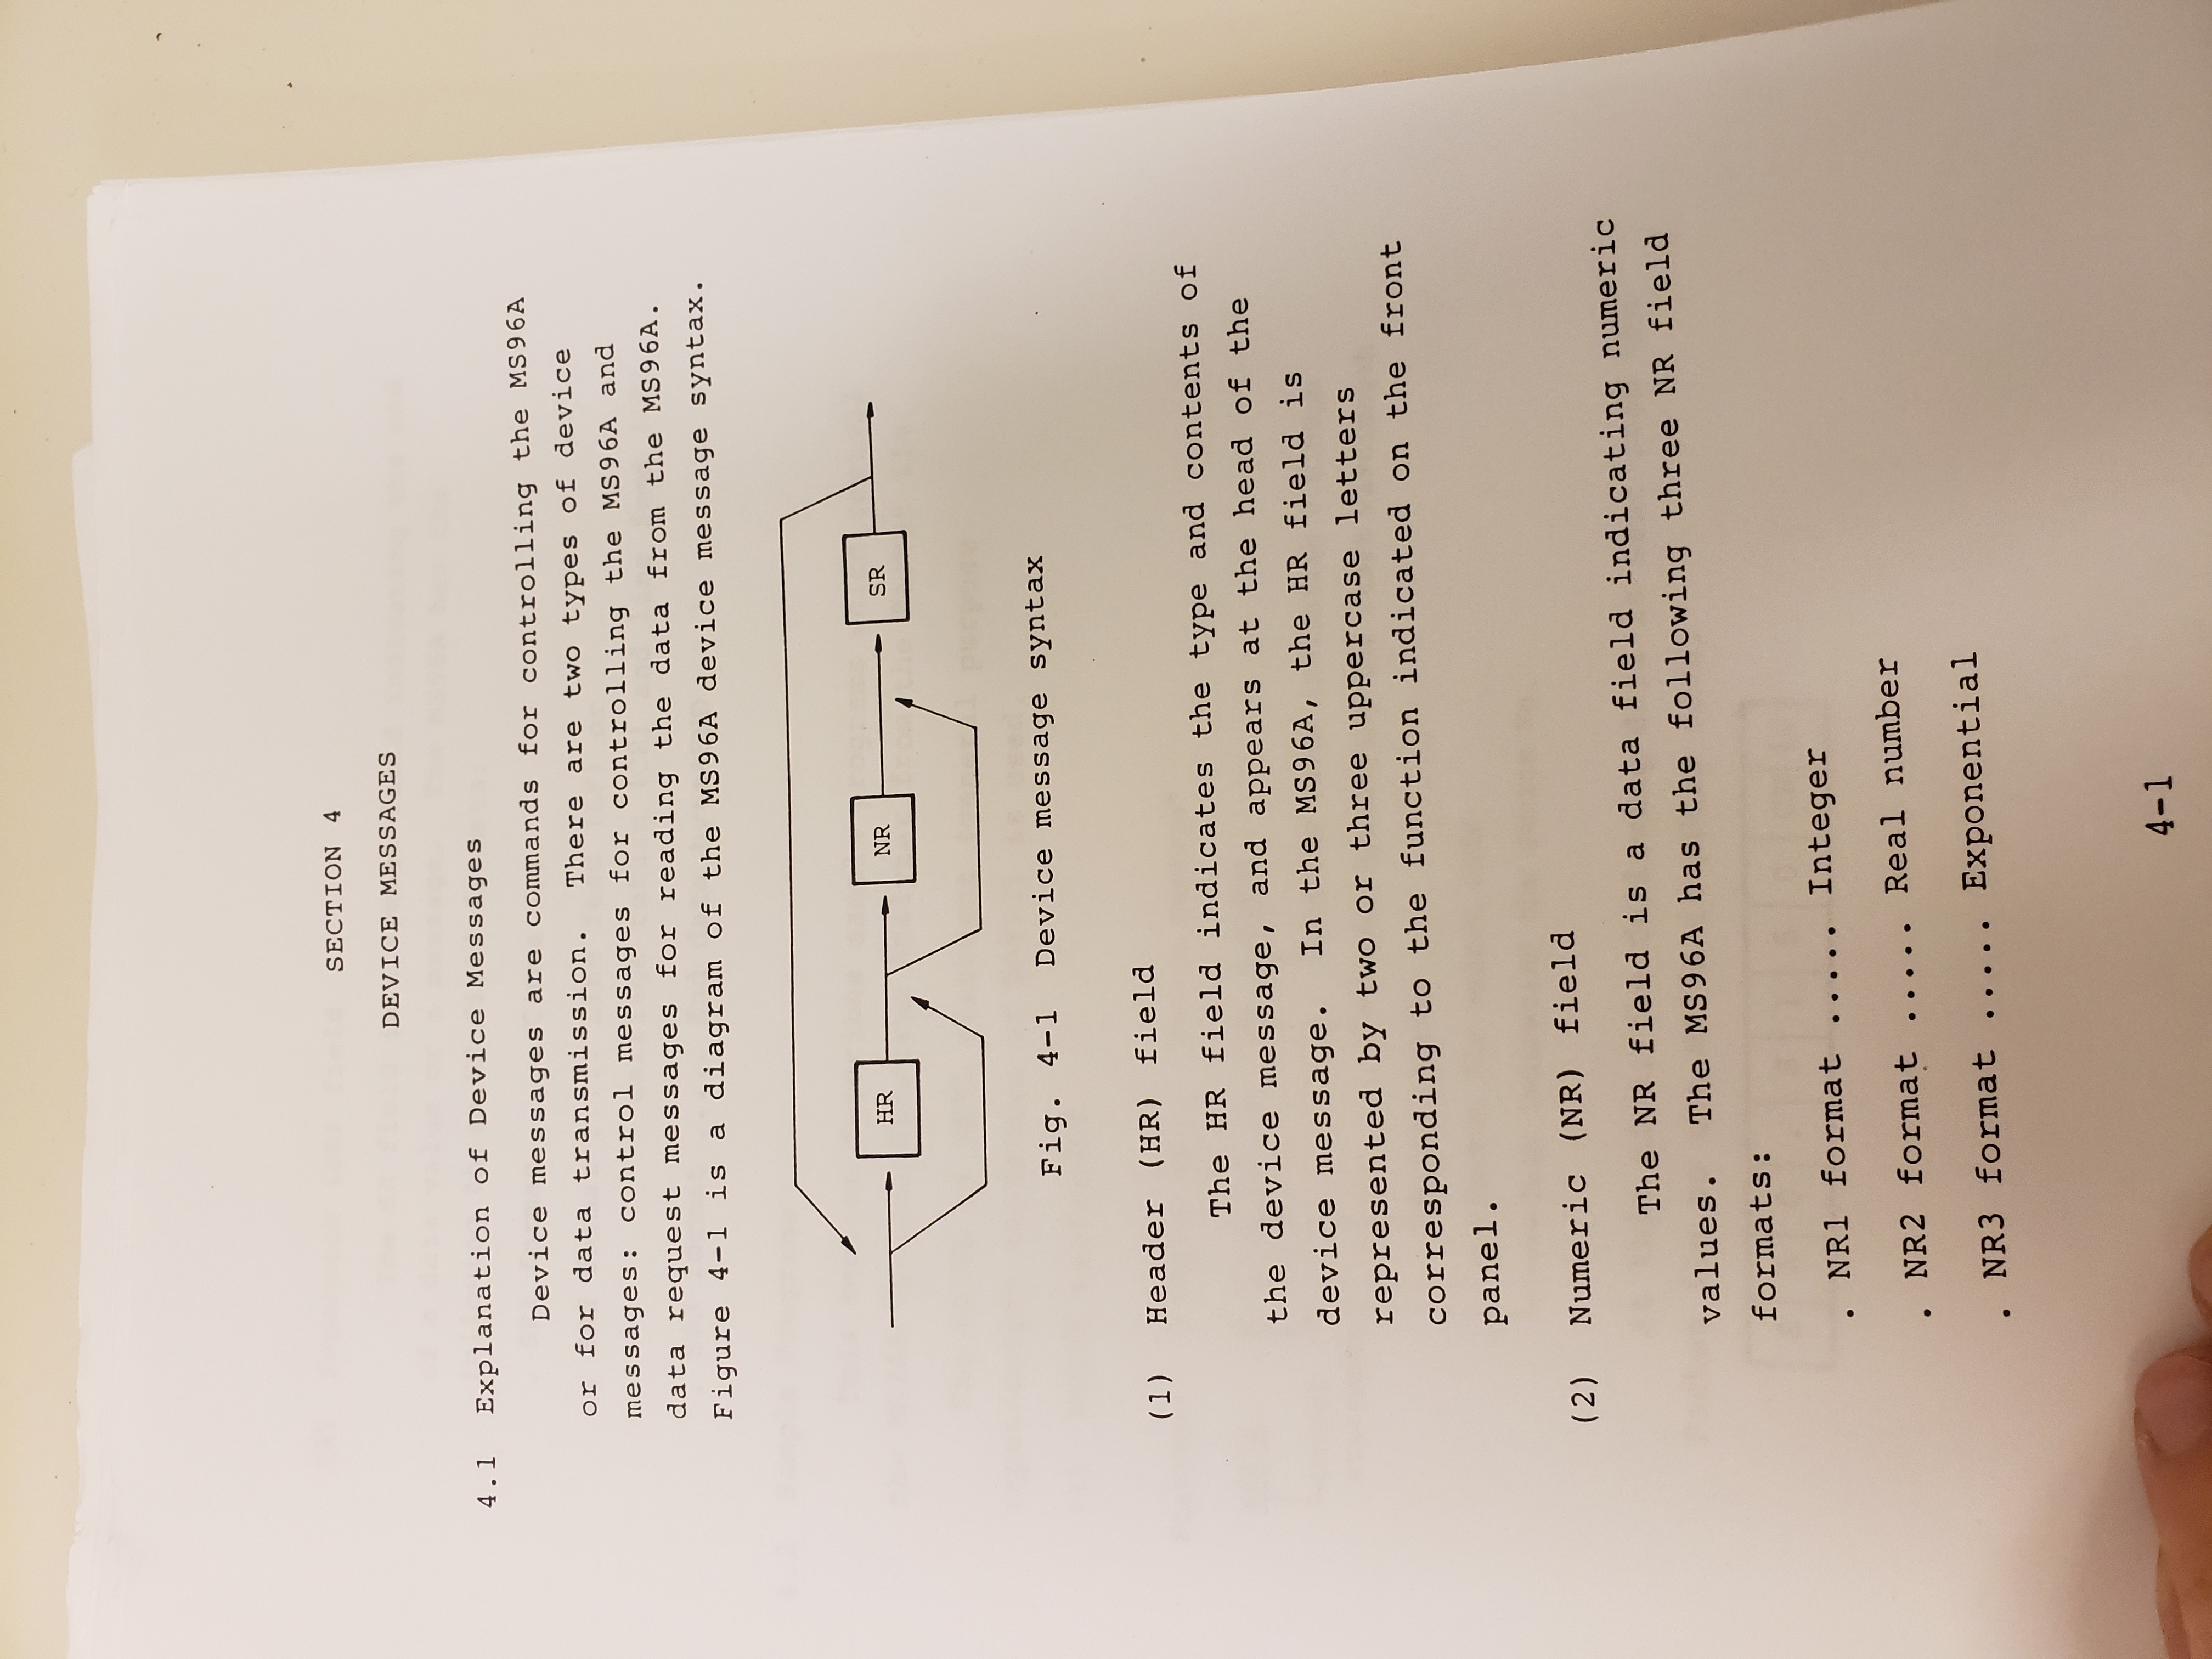 SECTION 4
DEVICE MESSAGES
4.1 Explanation of Device Messages
Device messages are commands for controlling the MS96A
or for data transmission. There are two types of device
messages: control messages for controlling the MS96A and
data request messages for reading the data from the MS96A.
Figure 4-1 is a diagram of the MS96A device message syntax.
HR NR SR
Fig. 4-1 Device message syntax
(1) Header (HR) field
The HR field indicates the type and contents of
the device message, and appears at the head of the
device message. In the MS96A, the HR field is
represented by two or three uppercase letters
corresponding to the function indicated on the front
panel.
(2) Numeric (NR) field
The NR field is a data field indicating numeric
values. The MS96A has the following three NR field
formats:
. NR1 format ..... Integer
. NR2 format ..... Real number
. NR3 format ..... Exponential
4-1